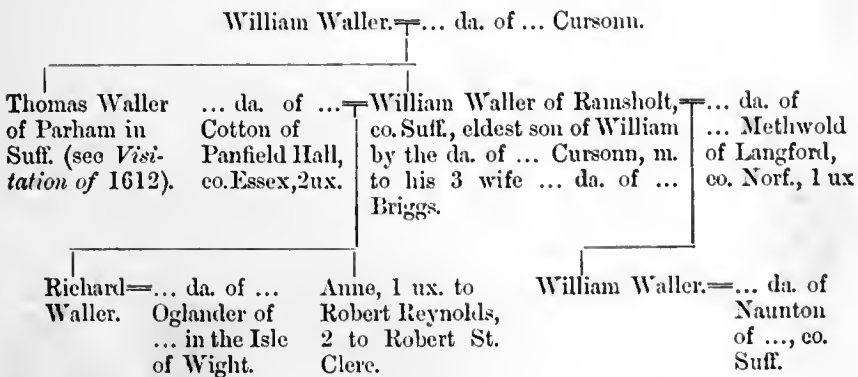 William Waller.=... da. of ... Cursonn.
Thomas Waller
of Parham in
Suff. (see Visi-
tation of 1612).
... da. of ...
Cotton of
Panfield Hall,
co. Essex, 2 ux.
=William Waller of Ramsholt,=
co. Suff., eldest son of William
by the da. of ... Cursonn, m.
to his 3 wife ... da. of ...
Briggs.
... da. of
... Methwold
of Langford,
co. Norf., 1 ux
Richard=
Waller.
... da. of ...
Oglander of
... in the Isle
of Wight.
Anne, 1 ux. to
Robert Reynolds,
2 to Robert St.
Clere.
William Waller.=
... da. of
Naunton
of ..., co.
Suff.